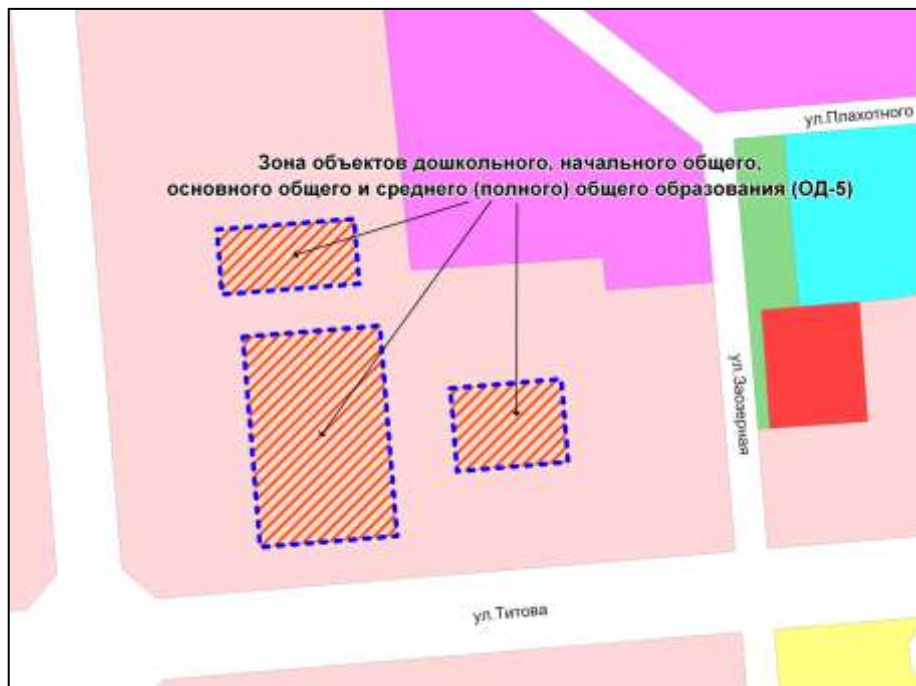 ул.Плахотного
Зона объектов дошкольного, начального общего,
основного общего и среднего (полного) общего образования (ОД-5)
ул.Заозерная
ул.Титова